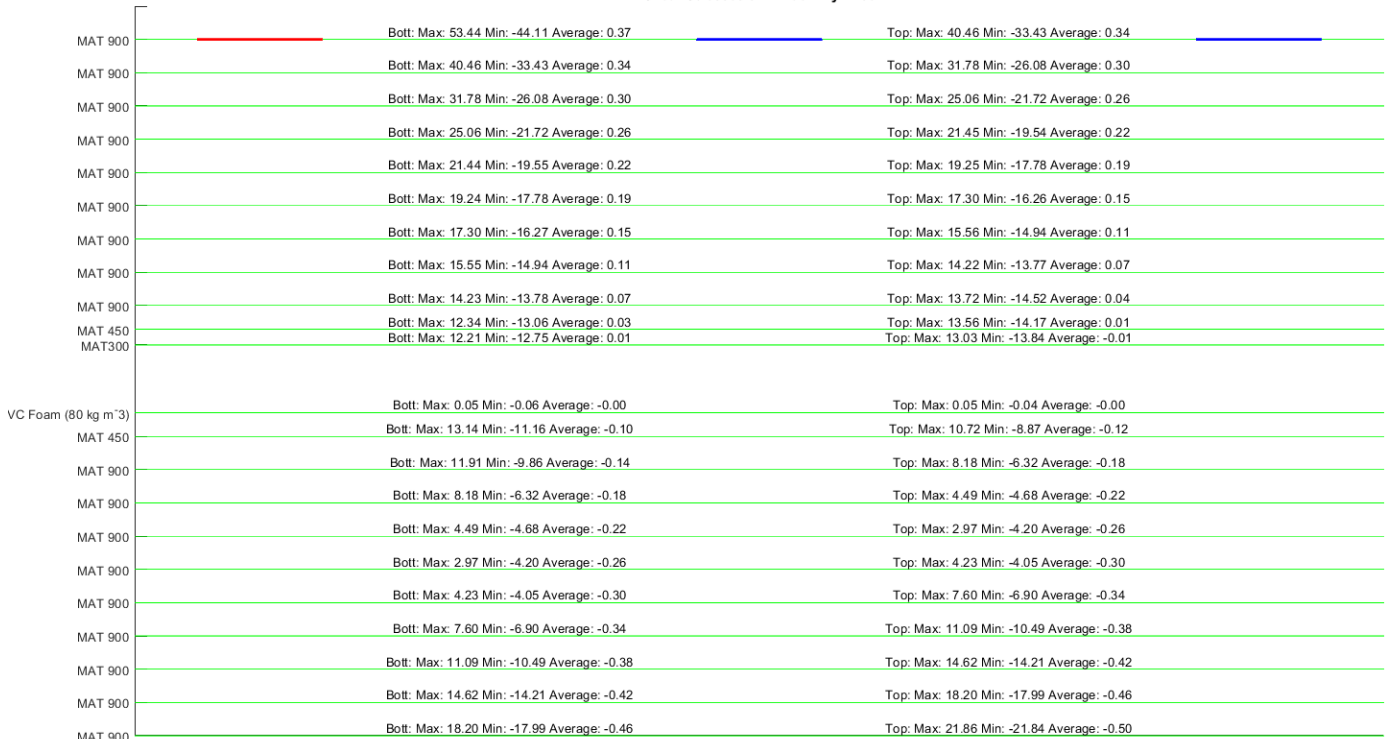 MAT 900 Bott: Max: 53.44 Min: -44.11 Average: 0.37 Top: Max: 40.46 Min: -33.43 Average: 0.34
MAT 900 Bott: Max: 40.46 Min: -33.43 Average: 0.34 Top: Max: 31.78 Min: -26.08 Average: 0.30
MAT 900 Bott: Max: 31.78 Min: -26.08 Average: 0.30 Top: Max: 25.06 Min: -21.72 Average: 0.26
MAT 900 Bott: Max: 25.06 Min: -21.72 Average: 0.26 Top: Max: 21.45 Min: -19.54 Average: 0.22
MAT 900 Bott: Max: 21.44 Min: -19.55 Average: 0.22 Top: Max: 19.25 Min: -17.78 Average: 0.19
MAT 900 Bott: Max: 19.24 Min: -17.78 Average: 0.19 Top: Max: 17.30 Min: -16.26 Average: 0.15
MAT 900 Bott: Max: 17.30 Min: -16.27 Average: 0.15 Top: Max: 15.56 Min: -14.94 Average: 0.11
MAT 900 Bott: Max: 15.55 Min: -14.94 Average: 0.11 Top: Max: 14.22 Min: -13.77 Average: 0.07
MAT 900 Bott: Max: 14.23 Min: -13.78 Average: 0.07 Top: Max: 13.72 Min: -14.52 Average: 0.04
MAT 450 Bott: Max: 12.34 Min: -13.06 Average: 0.03 Top: Max: 13.56 Min: -14.17 Average: 0.01
MAT300 Bott: Max: 12.21 Min: -12.75 Average: 0.01 Top: Max: 13.03 Min: -13.84 Average: -0.01
VC Foam (80 kg mˆ3) Bott: Max: 0.05 Min: -0.06 Average: -0.00 Top: Max: 0.05 Min: -0.04 Average: -0.00
MAT 450 Bott: Max: 13.14 Min: -11.16 Average: -0.10 Top: Max: 10.72 Min: -8.87 Average: -0.12
MAT 900 Bott: Max: 11.91 Min: -9.86 Average: -0.14 Top: Max: 8.18 Min: -6.32 Average: -0.18
MAT 900 Bott: Max: 8.18 Min: -6.32 Average: -0.18 Top: Max: 4.49 Min: -4.68 Average: -0.22
MAT 900 Bott: Max: 4.49 Min: -4.68 Average: -0.22 Top: Max: 2.97 Min: -4.20 Average: -0.26
MAT 900 Bott: Max: 2.97 Min: -4.20 Average: -0.26 Top: Max: 4.23 Min: -4.05 Average: -0.30
MAT 900 Bott: Max: 4.23 Min: -4.05 Average: -0.30 Top: Max: 7.60 Min: -6.90 Average: -0.34
MAT 900 Bott: Max: 7.60 Min: -6.90 Average: -0.34 Top: Max: 11.09 Min: -10.49 Average: -0.38
MAT 900 Bott: Max: 11.09 Min: -10.49 Average: -0.38 Top: Max: 14.62 Min: -14.21 Average: -0.42
MAT 900 Bott: Max: 14.62 Min: -14.21 Average: -0.42 Top: Max: 18.20 Min: -17.99 Average: -0.46
MAT 900 Bott: Max: 18.20 Min: -17.99 Average: -0.46 Top: Max: 21.86 Min: -21.84 Average: -0.50